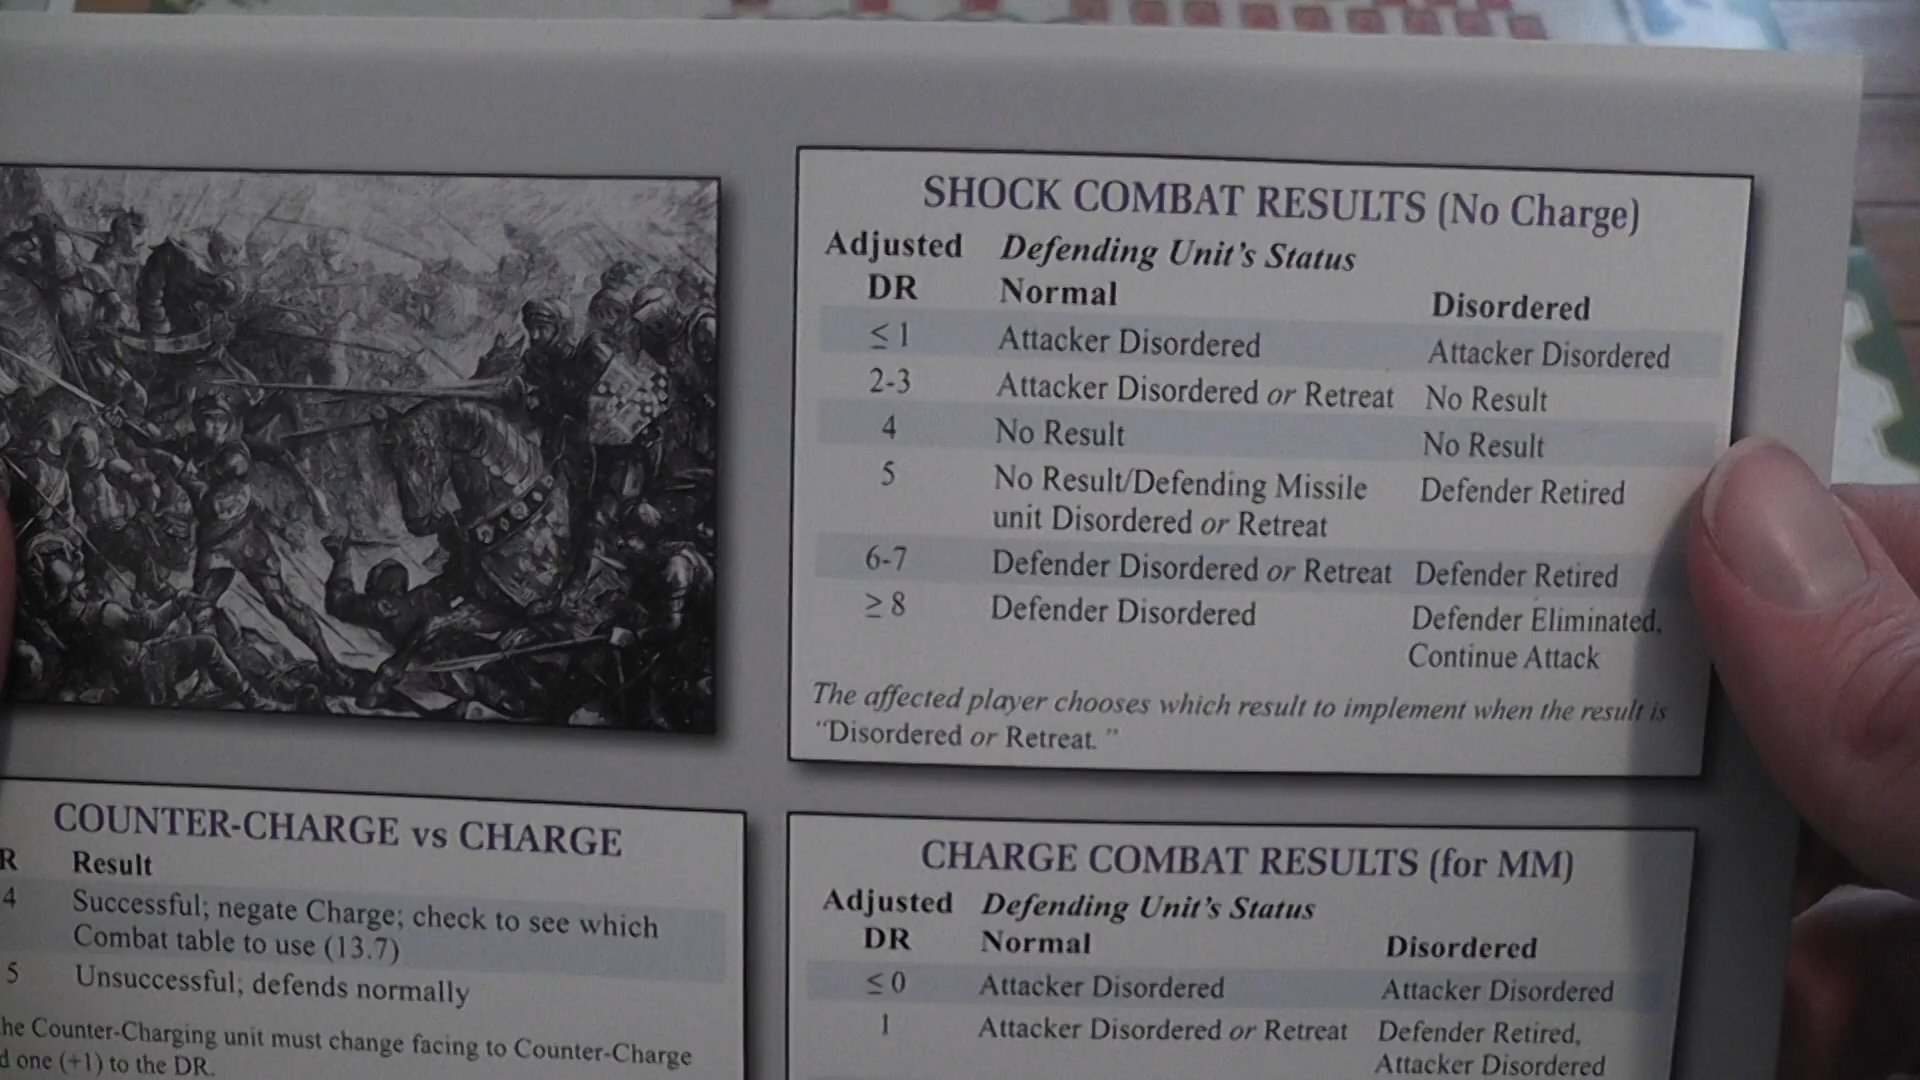 SHOCK COMBAT RESULTS (No Charge)
Adjusted Defending Unit's Status
DR Normal Disordered
≤ 1 Attacker Disordered Attacker Disordered
2-3 Attacker Disordered or Retreat No Result
4 No Result No Result
5 No Result/Defending Missile Defender Retired
unit Disordered or Retreat
6-7 Defender Disordered or Retreat Defender Retired
≥ 8 Defender Disordered Defender Eliminated,
Continue Attack
The affected player chooses which result to implement when the result is
“Disordered or Retreat.”
COUNTER-CHARGE vs CHARGE
R Result
4 Successful; negate Charge; check to see which
Combat table to use (13.7)
5 Unsuccessful; defends normally
he Counter-Charging unit must change facing to Counter-Charge
d one (+1) to the DR.
CHARGE COMBAT RESULTS (for MM)
Adjusted Defending Unit's Status
DR Normal Disordered
≤ 0 Attacker Disordered Attacker Disordered
1 Attacker Disordered or Retreat Defender Retired,
Attacker Disordered